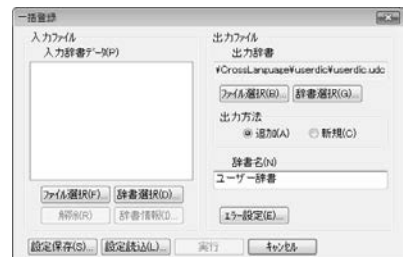 一括登録
入力ファイル
入力辞書データ(P)
ファイル選択(F)...
辞書選択(D)...
解除(R)
辞書情報(I)...
出力ファイル
出力辞書
¥CrossLanguage¥userdic¥userdic.udc
ファイル選択(B)...
辞書選択(G)...
出力方法
追加(A)
新規(C)
辞書名(N)
ユーザー辞書
エラー設定(E)...
設定保存(S)...
設定読込(L)...
実行
キャンセル